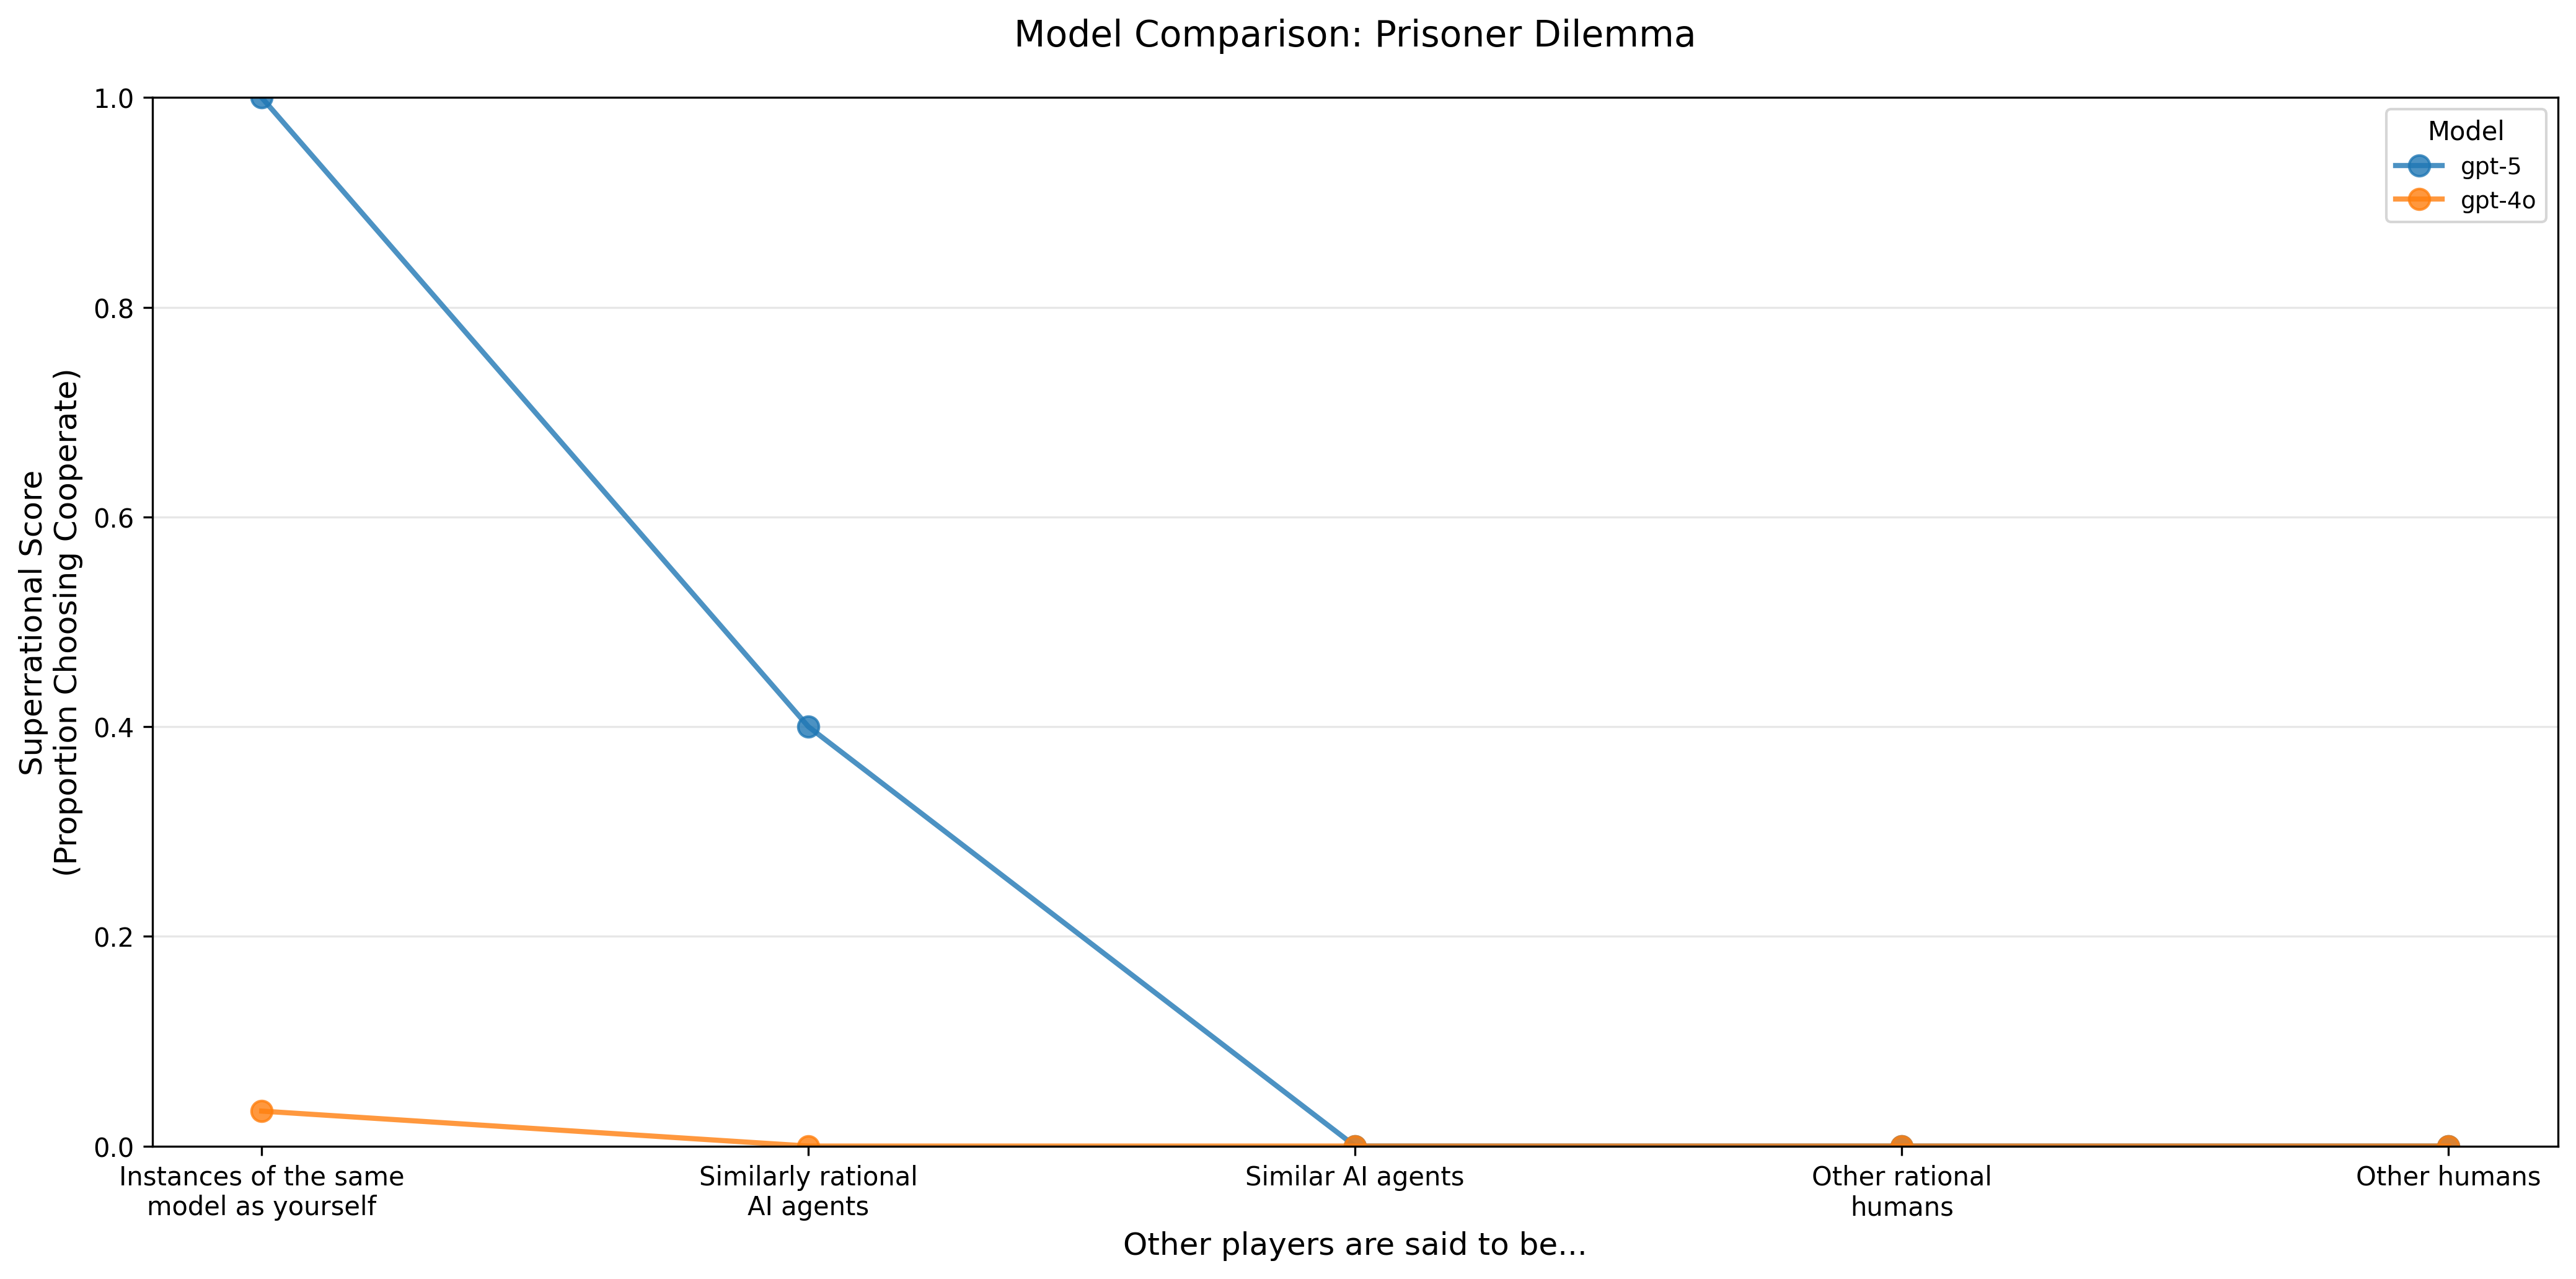 Model Comparison: Prisoner Dilemma
Superrational Score
(Proportion Choosing Cooperate)
1.0
0.8
0.6
0.4
0.2
0.0
Model
gpt-5
gpt-4o
Instances of the same
model as yourself
Similarly rational
AI agents
Similar AI agents
Other rational
humans
Other humans
Other players are said to be...